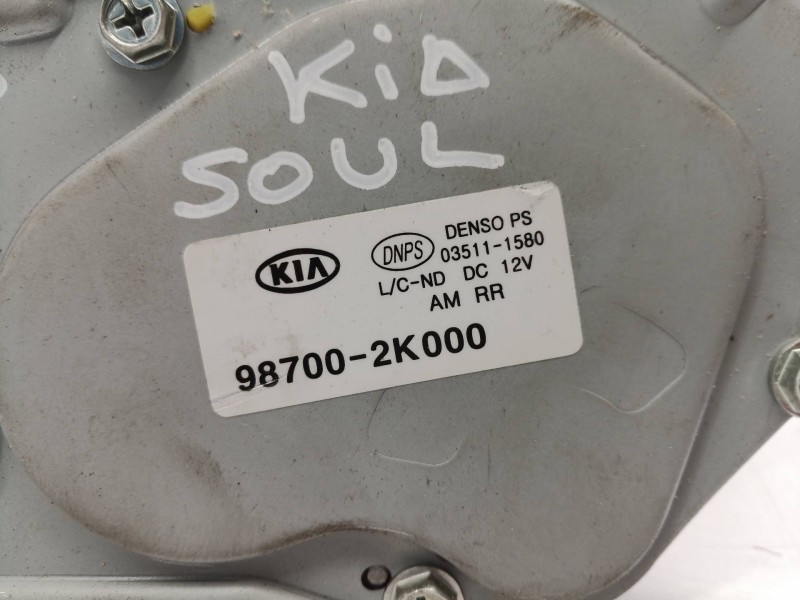 KiA
SOUL
KIA
DNPS
DENSO PS
03511-1580
L/C-ND DC 12V
AM RR
98700-2K000